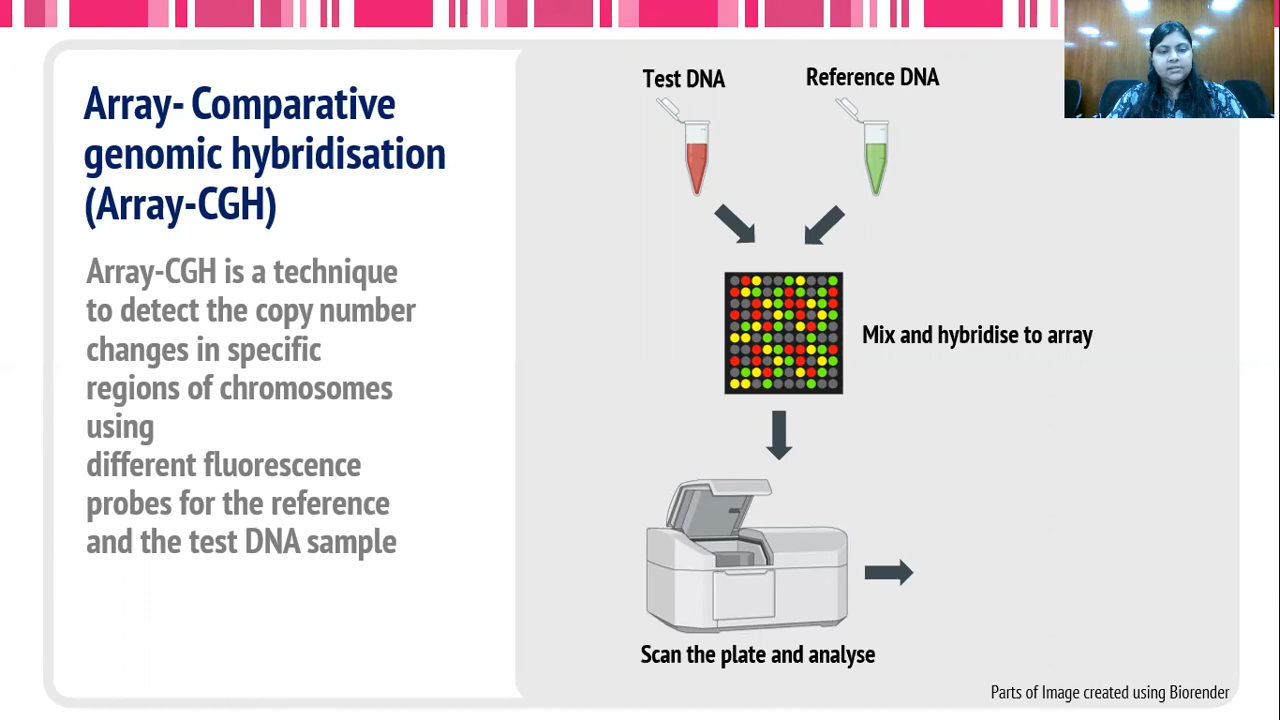 Array- Comparative
genomic hybridisation
(Array-CGH)
Array-CGH is a technique
to detect the copy number
changes in specific
regions of chromosomes
using
different fluorescence
probes for the reference
and the test DNA sample
Test DNA
Reference DNA
Mix and hybridise to array
Scan the plate and analyse
Parts of Image created using Biorender